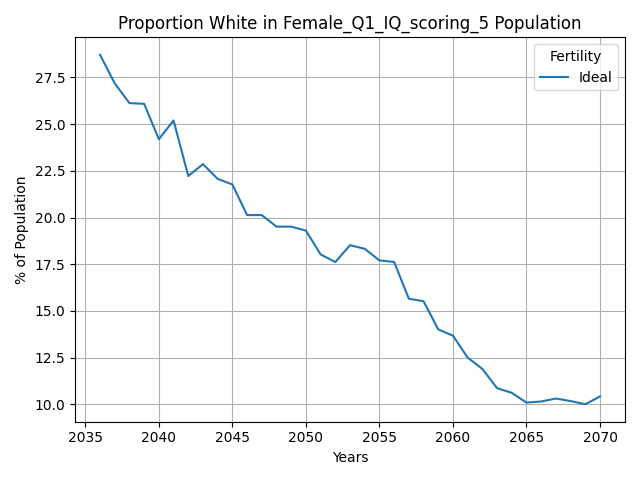 Proportion White in Female_Q1_IQ_scoring_5 Population
Fertility
Ideal
% of Population
27.5
25.0
22.5
20.0
17.5
15.0
12.5
10.0
2035 2040 2045 2050 2055 2060 2065 2070
Years